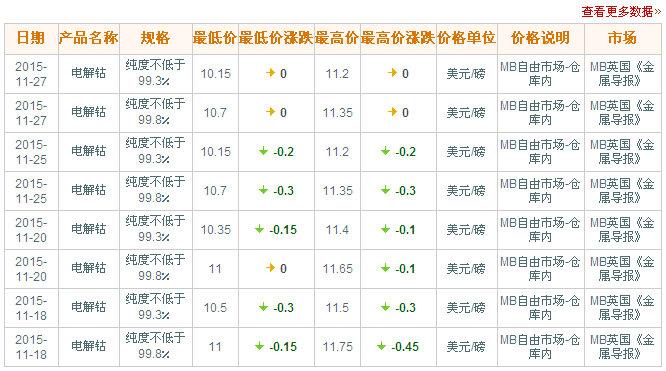 查看更多数据»
日期 产品名称 规格 最低价 最低价涨跌 最高价 最高价涨跌 价格单位 价格说明 市场
2015-11-27 电解钴 纯度不低于99.3% 10.15 0 11.2 0 美元/磅 MB自由市场-仓库内 MB英国《金属导报》
2015-11-27 电解钴 纯度不低于99.8% 10.7 0 11.35 0 美元/磅 MB自由市场-仓库内 MB英国《金属导报》
2015-11-25 电解钴 纯度不低于99.3% 10.15 -0.2 11.2 -0.2 美元/磅 MB自由市场-仓库内 MB英国《金属导报》
2015-11-25 电解钴 纯度不低于99.8% 10.7 -0.3 11.35 -0.3 美元/磅 MB自由市场-仓库内 MB英国《金属导报》
2015-11-20 电解钴 纯度不低于99.3% 10.35 -0.15 11.4 -0.1 美元/磅 MB自由市场-仓库内 MB英国《金属导报》
2015-11-20 电解钴 纯度不低于99.8% 11 0 11.65 -0.1 美元/磅 MB自由市场-仓库内 MB英国《金属导报》
2015-11-18 电解钴 纯度不低于99.3% 10.5 -0.3 11.5 -0.3 美元/磅 MB自由市场-仓库内 MB英国《金属导报》
2015-11-18 电解钴 纯度不低于99.8% 11 -0.15 11.75 -0.45 美元/磅 MB自由市场-仓库内 MB英国《金属导报》